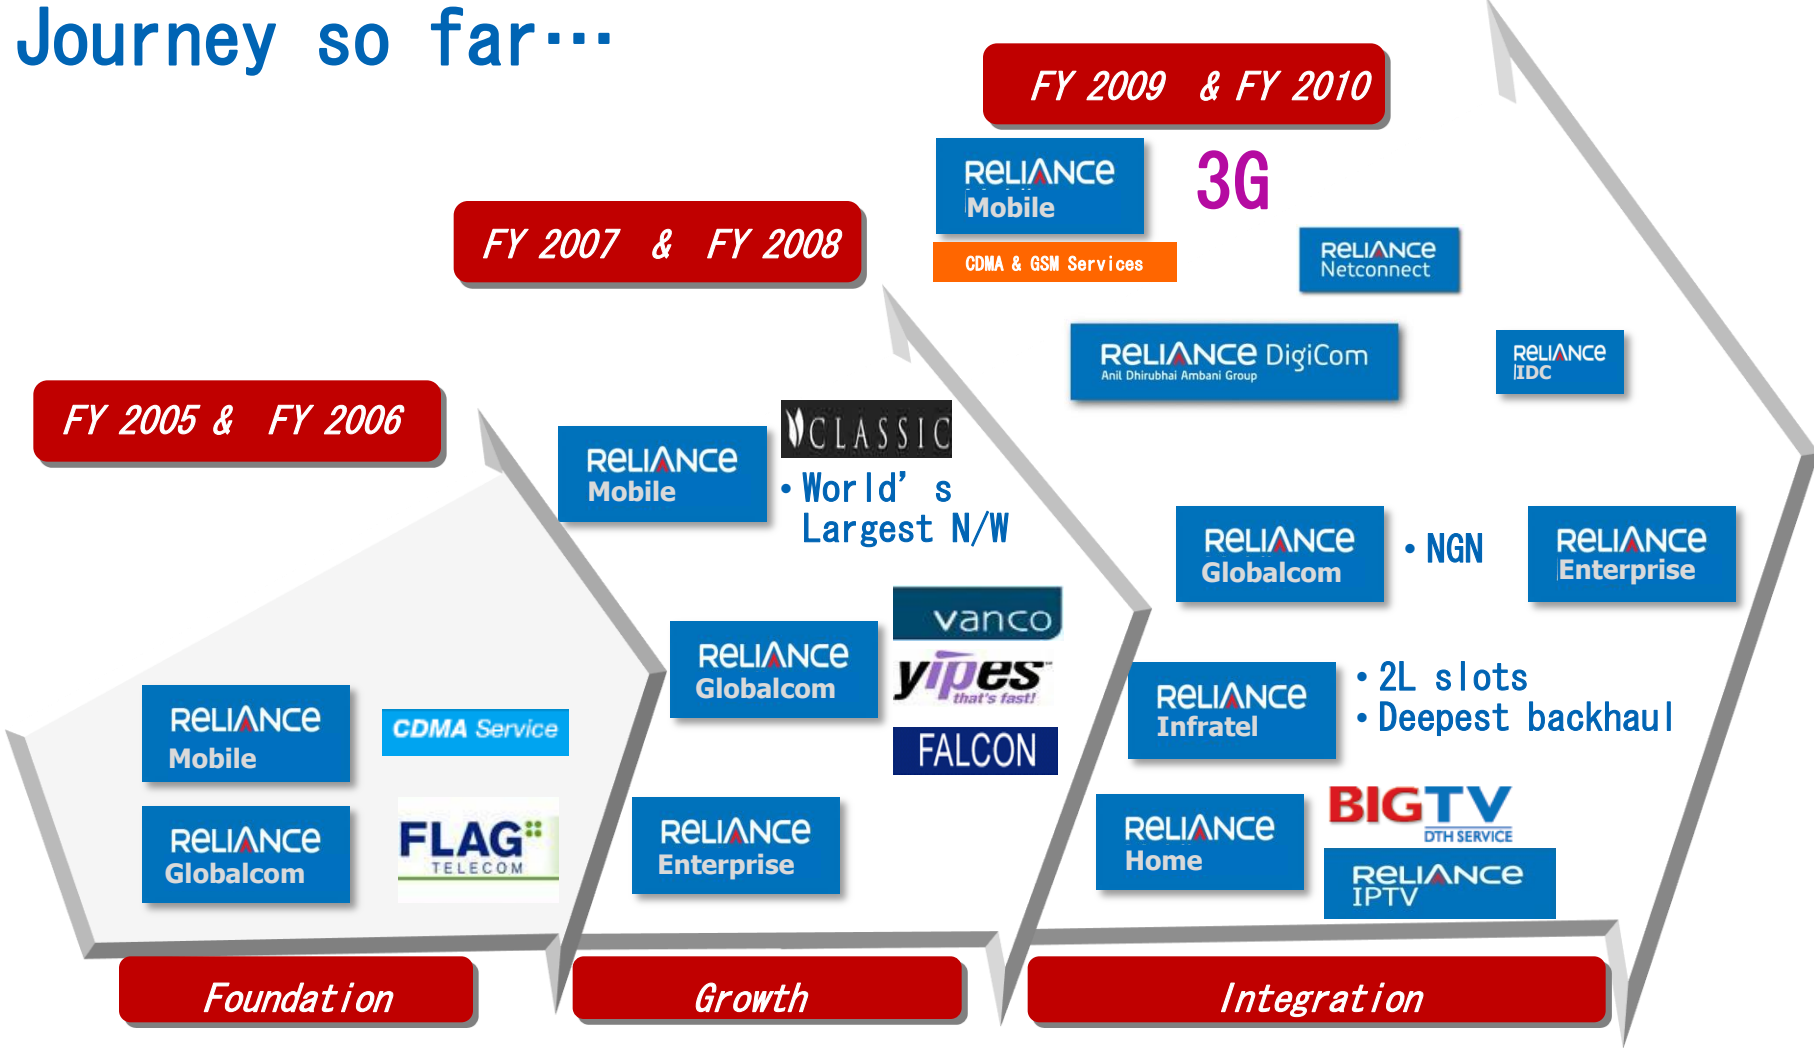 Journey so far…
FY 2005 & FY 2006
RELIANCE
Mobile
CDMA Service
RELIANCE
Globalcom
FLAG
TELECOM
Foundation
FY 2007 & FY 2008
RELIANCE
Mobile
CLASSIC
• World's
Largest N/W
RELIANCE
Globalcom
vanco
yipes
that's fast!
FALCON
RELIANCE
Enterprise
Growth
FY 2009 & FY 2010
RELIANCE
Mobile
3G
CDMA & GSM Services
RELIANCE
Netconnect
RELIANCE DigiCom
Anil Dhirubhai Ambani Group
RELIANCE
IDC
RELIANCE
Globalcom
• NGN
RELIANCE
Enterprise
RELIANCE
Infratel
• 2L slots
• Deepest backhaul
RELIANCE
Home
BIGTV
DTH SERVICE
RELIANCE
IPTV
Integration